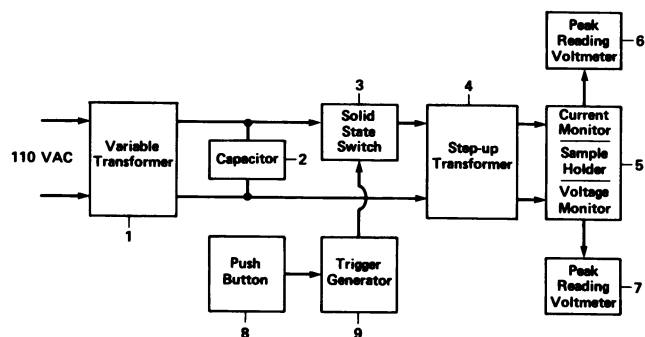 Peak
Reading
Voltmeter
6
3
4
110 VAC
Variable
Transformer
1
Capacitor
2
Solid
State
Switch
Step-up
Transformer
Current
Monitor
Sample
Holder
Voltage
Monitor
5
Push
Button
8
Trigger
Generator
9
Peak
Reading
Voltmeter
7